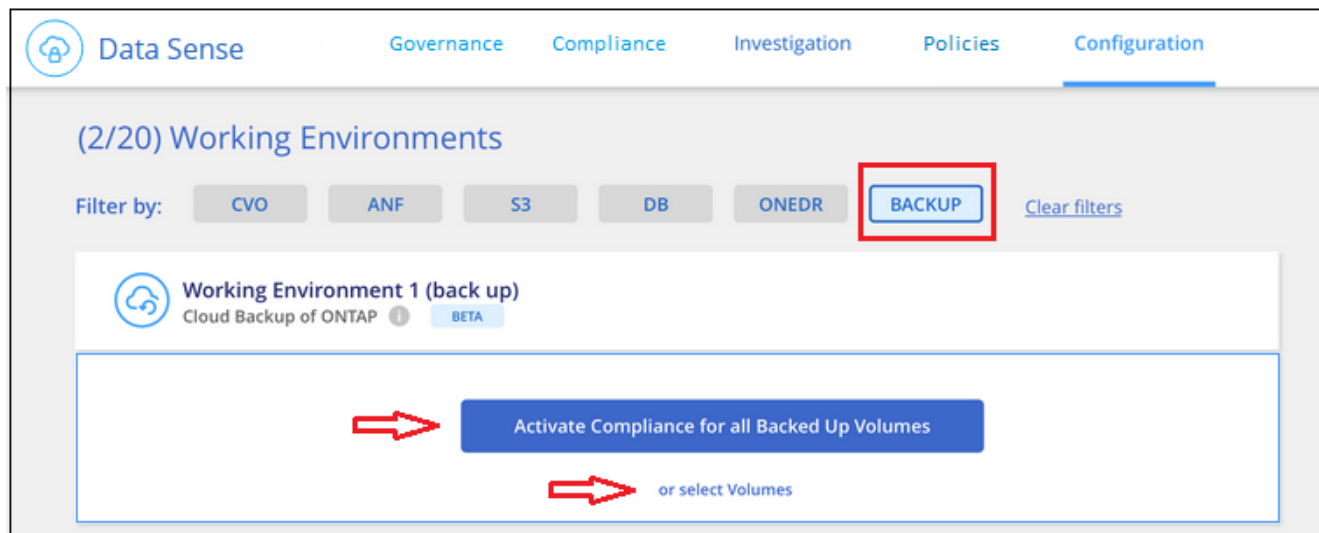 Data Sense Governance Compliance Investigation Policies Configuration
(2/20) Working Environments
Filter by: CVO ANF S3 DB ONEDR BACKUP Clear filters
Working Environment 1 (back up)
Cloud Backup of ONTAP i BETA
Activate Compliance for all Backed Up Volumes
or select Volumes